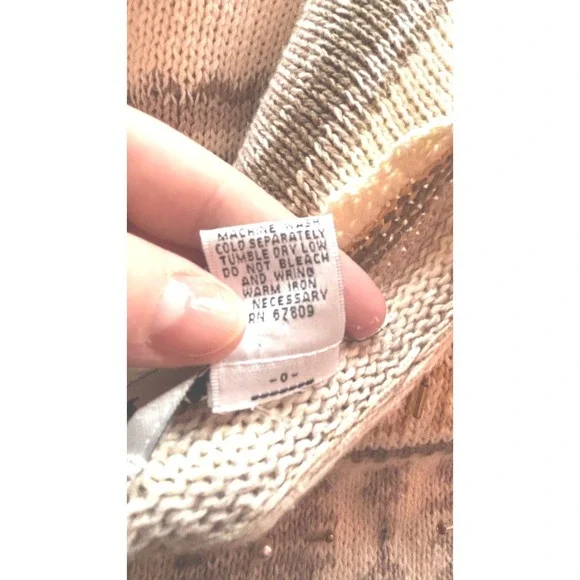 MACHINE WASH
COLD SEPARATELY
TUMBLE DRY LOW
DO NOT BLEACH
AND WRING
WARM IRON
NECESSARY
RN 67809
-0-